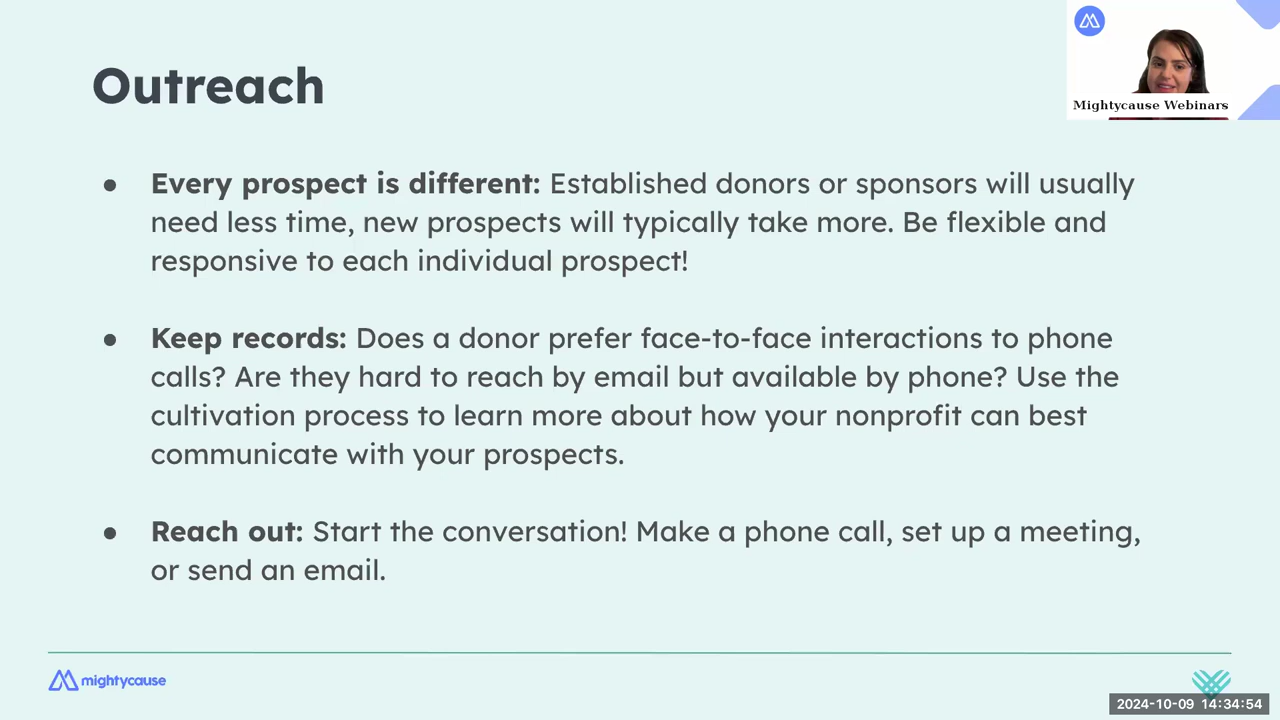 Outreach
Mightycause Webinars
● Every prospect is different: Established donors or sponsors will usually
need less time, new prospects will typically take more. Be flexible and
responsive to each individual prospect!
● Keep records: Does a donor prefer face-to-face interactions to phone
calls? Are they hard to reach by email but available by phone? Use the
cultivation process to learn more about how your nonprofit can best
communicate with your prospects.
● Reach out: Start the conversation! Make a phone call, set up a meeting,
or send an email.
mightycause
2024-10-09 14:34:54